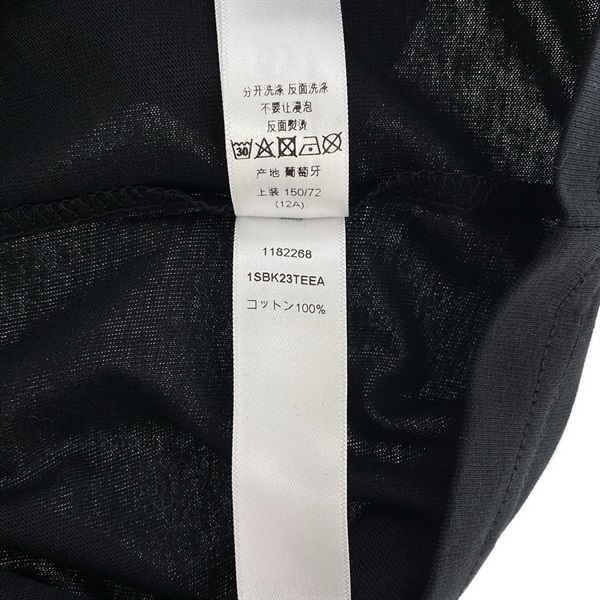 分开洗涤 反面洗涤
不要让浸泡
反面熨烫
30
产地 葡萄牙
上装 150/72
(12A)
1182268
1SBK23TEEA
コットン100%